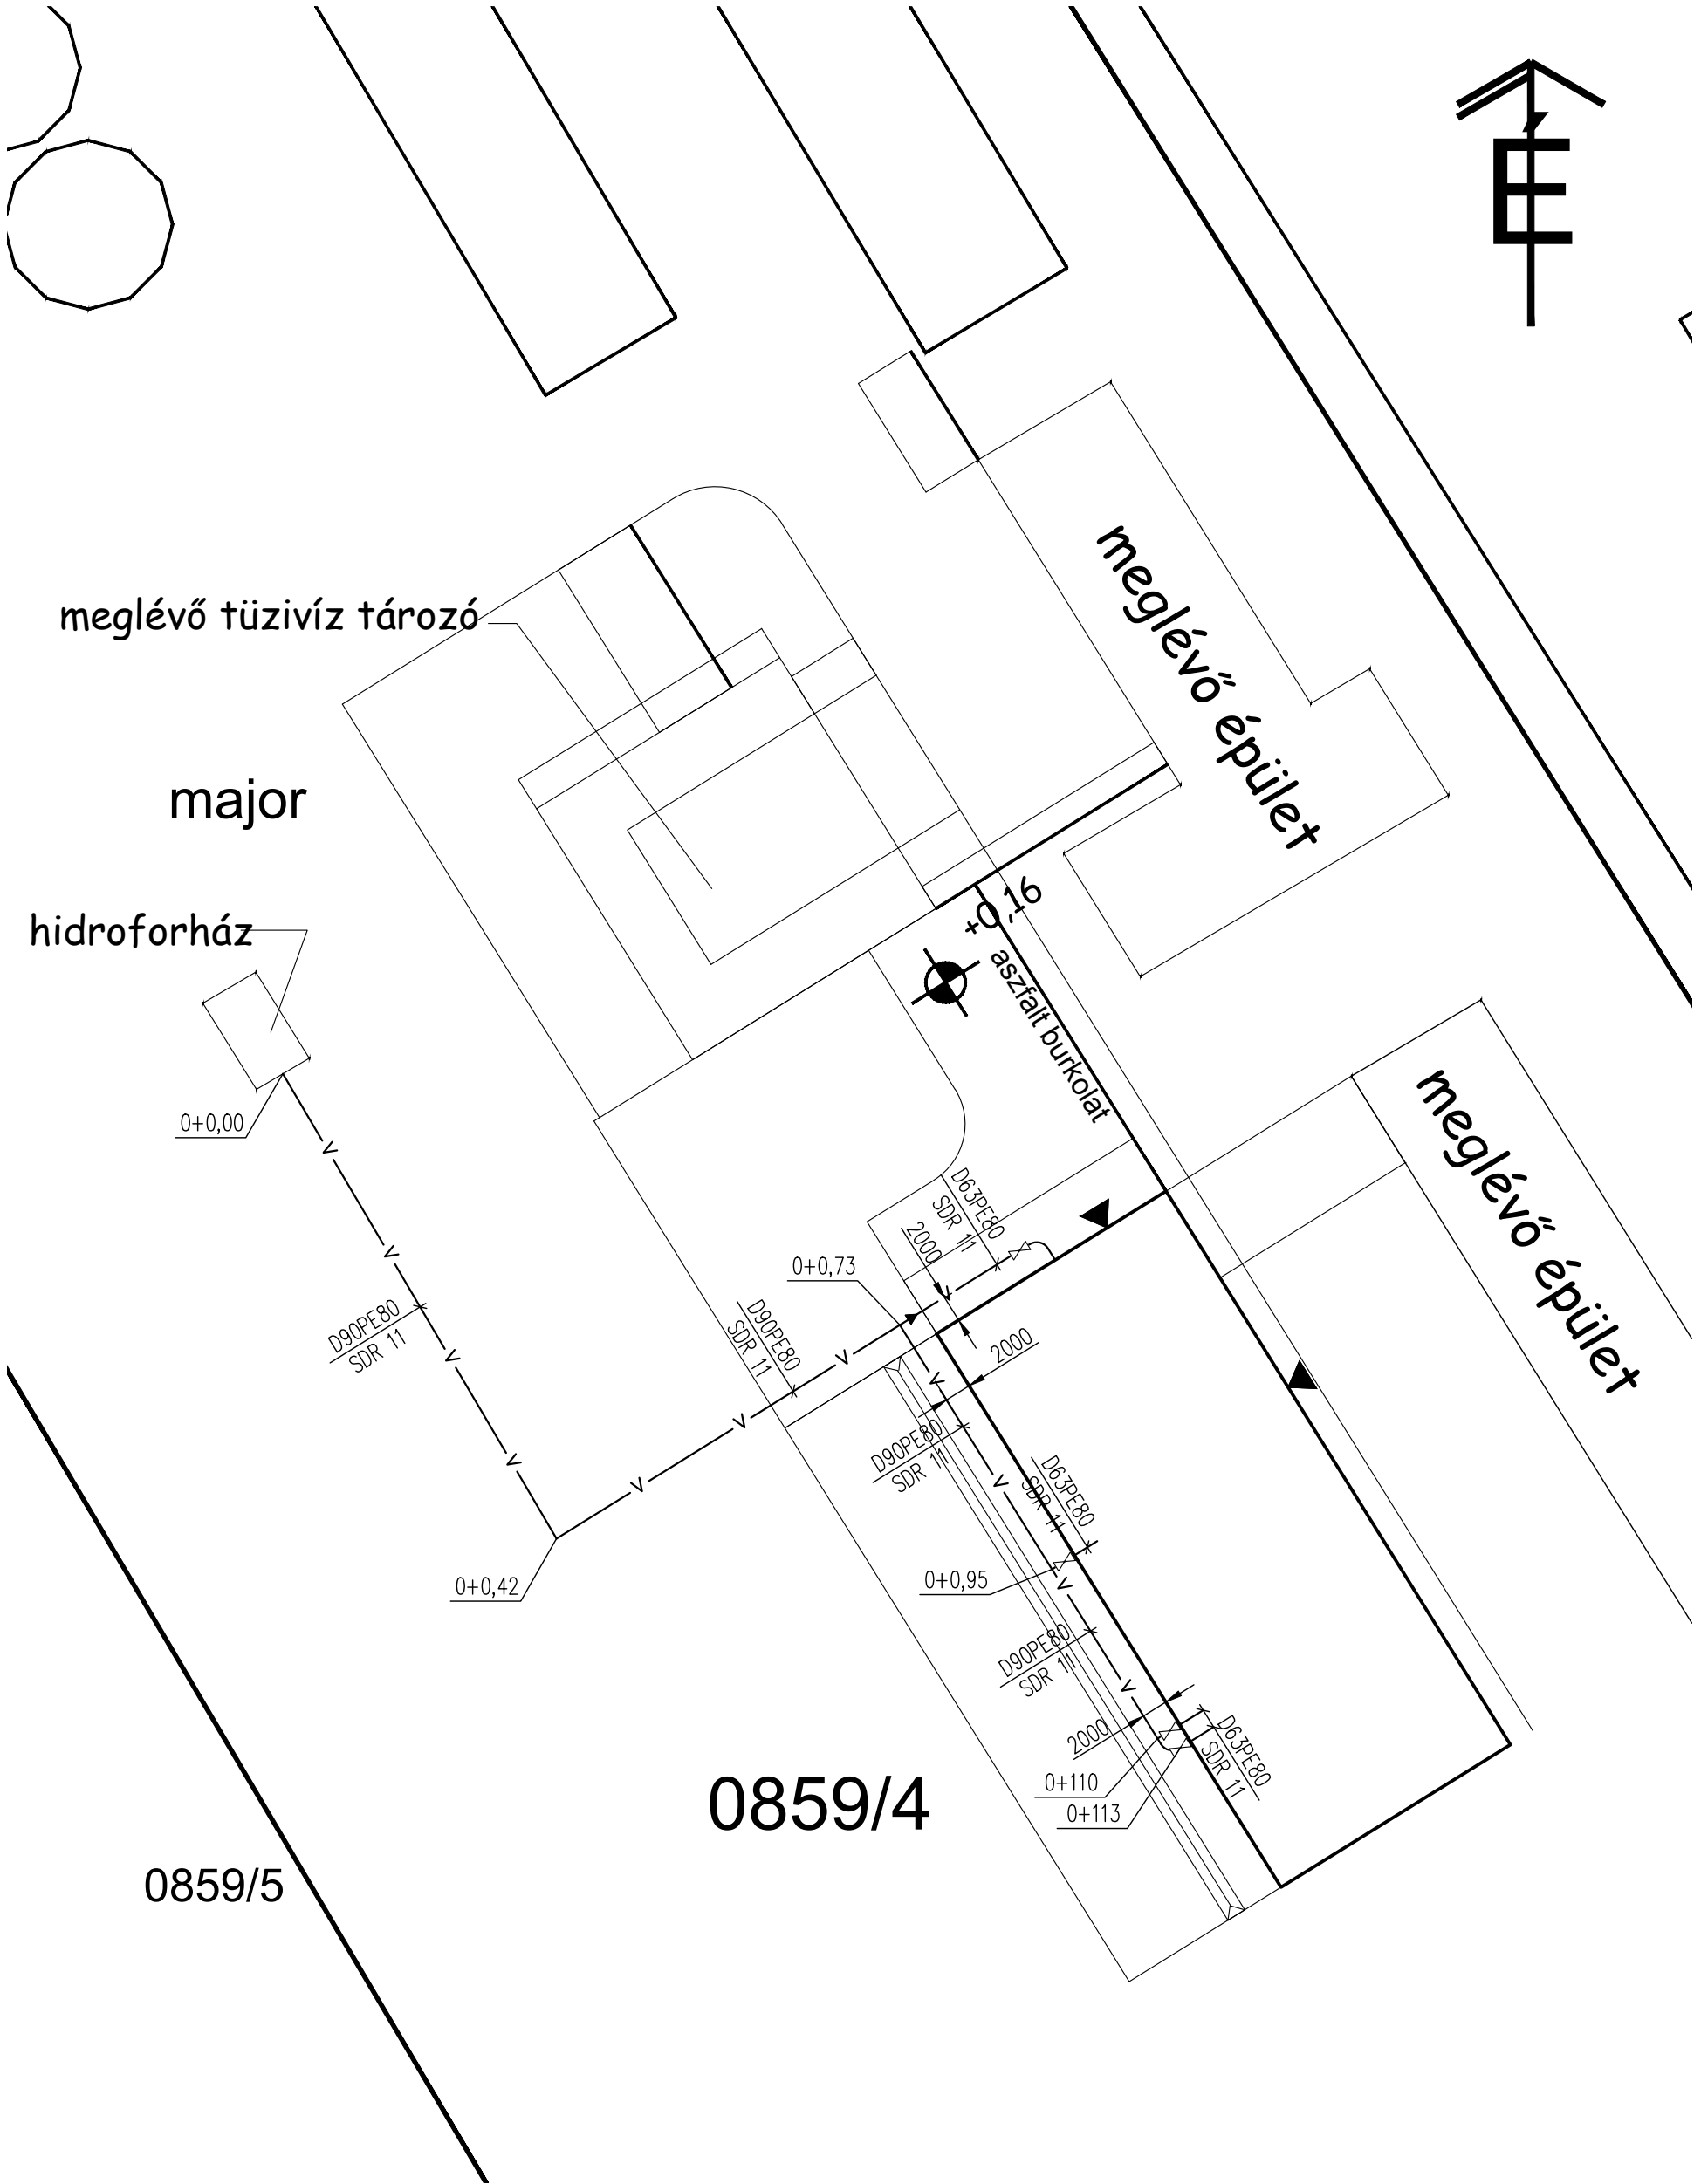 É
meglévő épület
meglévő tüzivíz tározó
major
+0,16
hidroforház
aszfalt burkolat
meglévő épület
0+0,00
D63PE80
SDR 11
2000
0+0,73
D90PE80
SDR 11
D90PE80
SDR 11
2000
D90PE80
SDR 11
D63PE80
SDR 11
0+0,42
0+0,95
D90PE80
SDR 11
2000
D63PE80
SDR 11
0+110
0+113
0859/4
0859/5
V
V
V
V
V
V
V
V
V
V
V
V